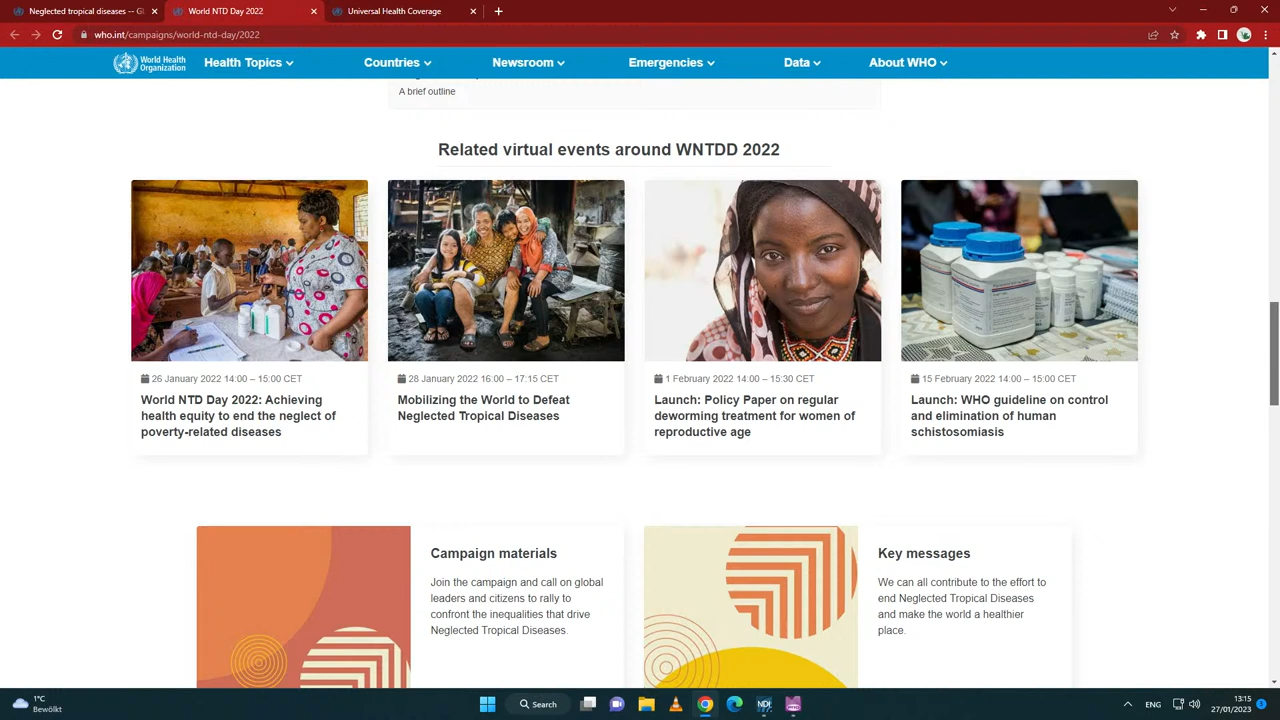 Neglected tropical diseases -- Gl
World NTD Day 2022
Universal Health Coverage
who.int/campaigns/world-ntd-day/2022
World Health
Organization
Health Topics
Countries
Newsroom
Emergencies
Data
About WHO
A brief outline
Related virtual events around WNTDD 2022
26 January 2022 14:00 – 15:00 CET
World NTD Day 2022: Achieving
health equity to end the neglect of
poverty-related diseases
28 January 2022 16:00 – 17:15 CET
Mobilizing the World to Defeat
Neglected Tropical Diseases
1 February 2022 14:00 – 15:30 CET
Launch: Policy Paper on regular
deworming treatment for women of
reproductive age
15 February 2022 14:00 – 15:00 CET
Launch: WHO guideline on control
and elimination of human
schistosomiasis
Campaign materials
Join the campaign and call on global
leaders and citizens to rally to
confront the inequalities that drive
Neglected Tropical Diseases.
Key messages
We can all contribute to the effort to
end Neglected Tropical Diseases
and make the world a healthier
place.
1°C
Bewölkt
Search
NDI
WHO
ENG
13:15
27/01/2023